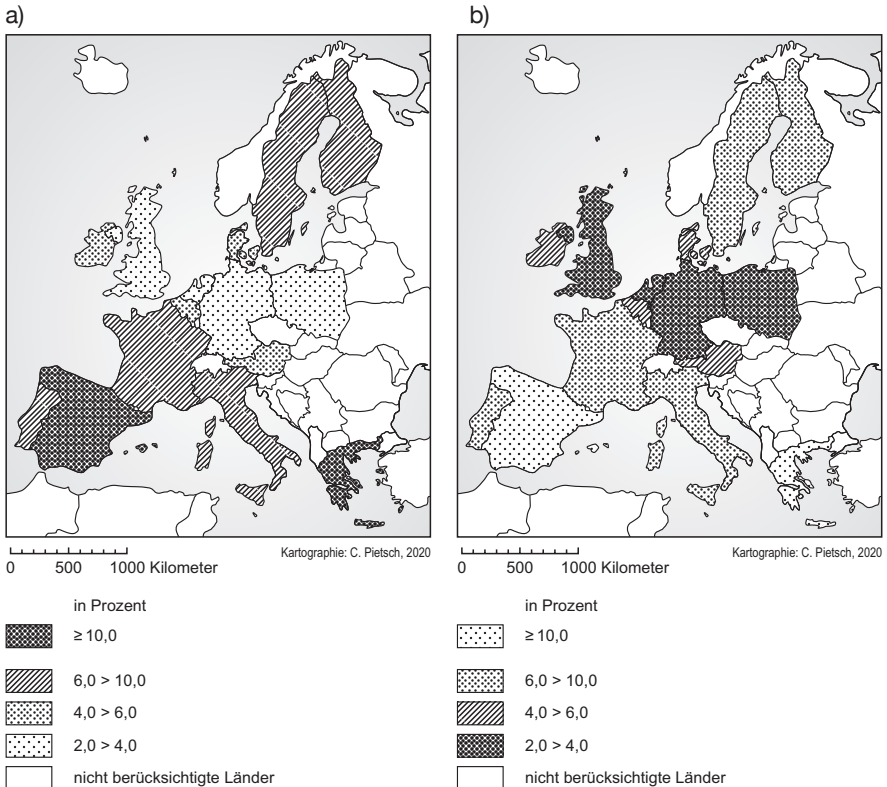 a)
Kartographie: C. Pietsch, 2020
0 500 1000 Kilometer
in Prozent
≥ 10,0
6,0 > 10,0
4,0 > 6,0
2,0 > 4,0
nicht berücksichtigte Länder
b)
Kartographie: C. Pietsch, 2020
0 500 1000 Kilometer
in Prozent
≥ 10,0
6,0 > 10,0
4,0 > 6,0
2,0 > 4,0
nicht berücksichtigte Länder